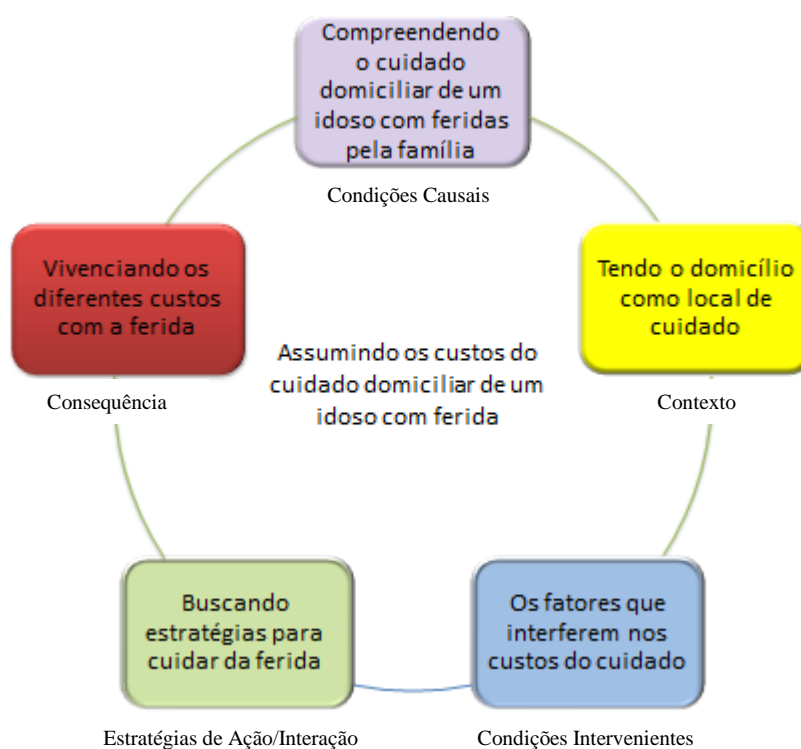 Compreendendo
o cuidado
domiciliar de um
idoso com feridas
pela família
Condições Causais
Vivenciando os
diferentes custos
com a ferida
Consequência
Tendo o domicílio
como local de
cuidado
Contexto
Assumindo os custos do
cuidado domiciliar de um
idoso com ferida
Buscando
estratégias para
cuidar da ferida
Estratégias de Ação/Interação
Os fatores que
interferem nos
custos do cuidado
Condições Intervenientes